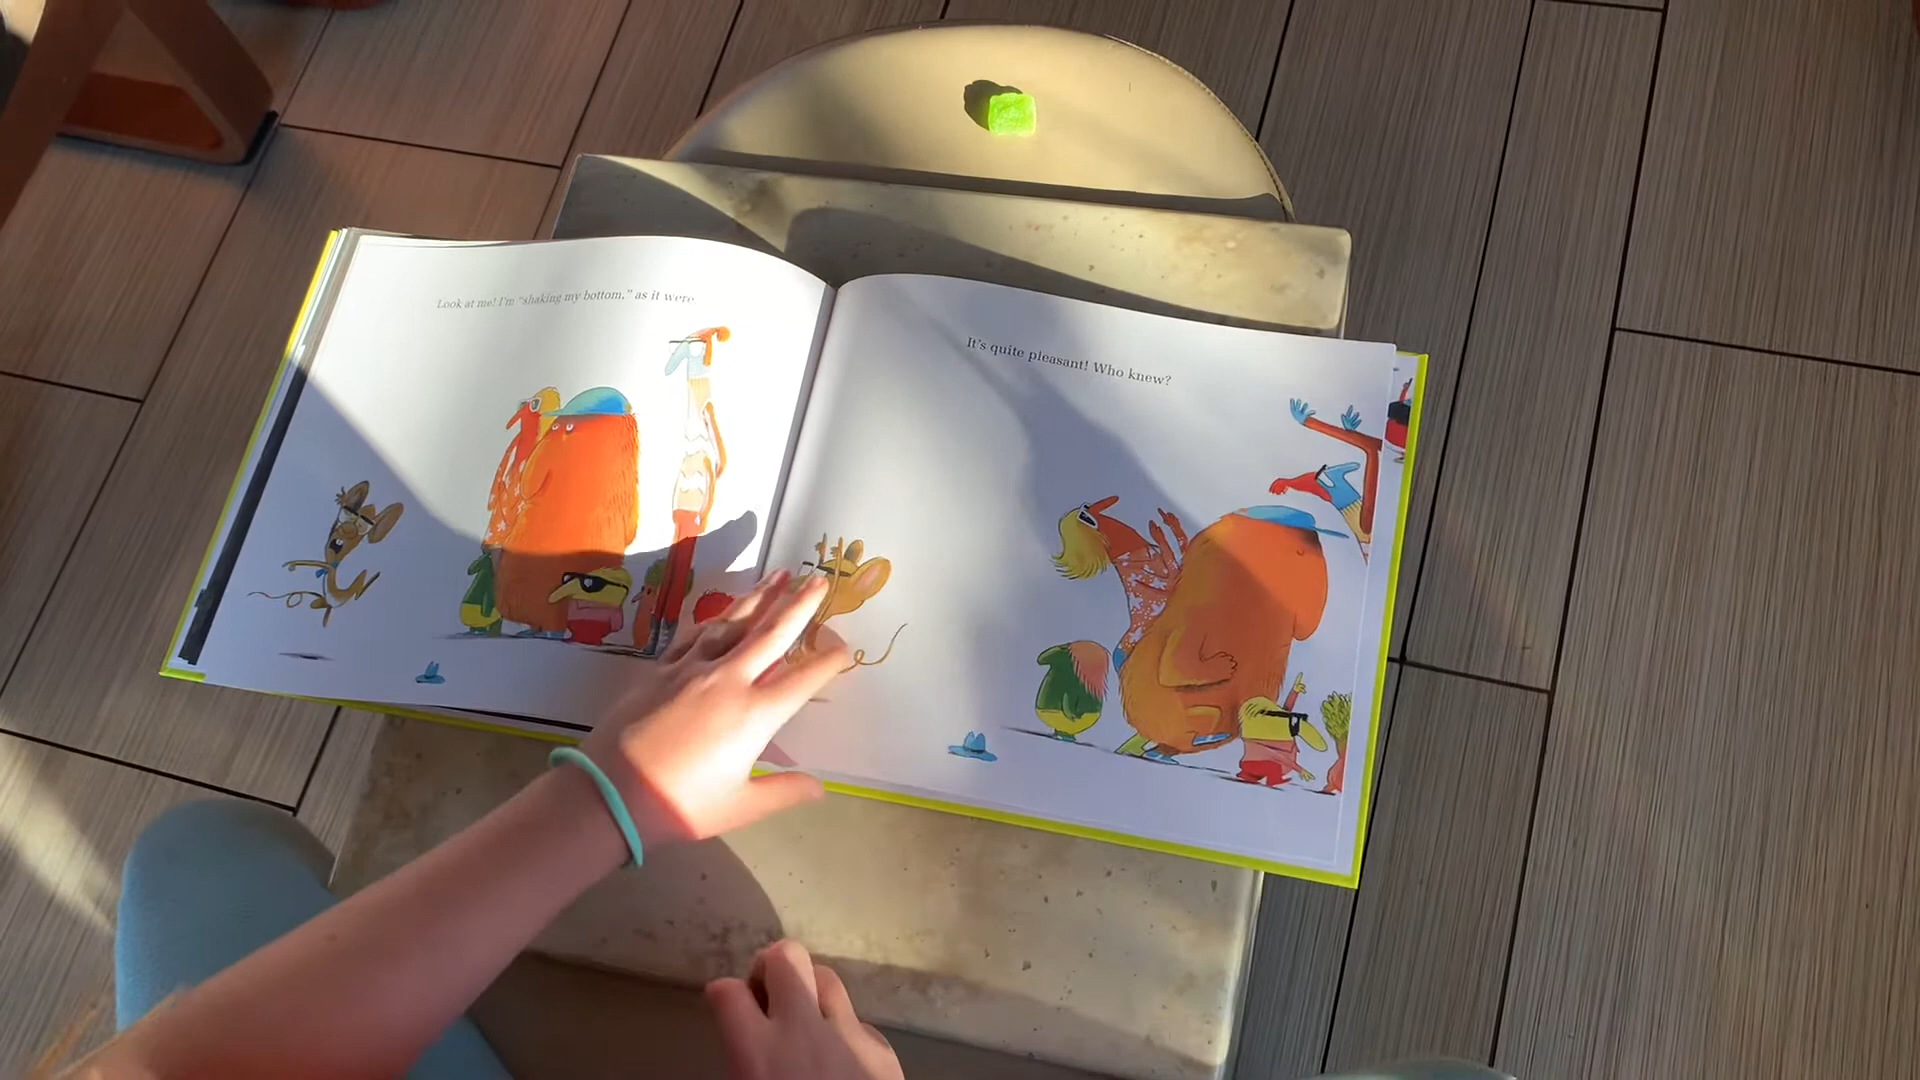 Look at me! I'm "shaking my bottom," as it were.
It's quite pleasant! Who knew?